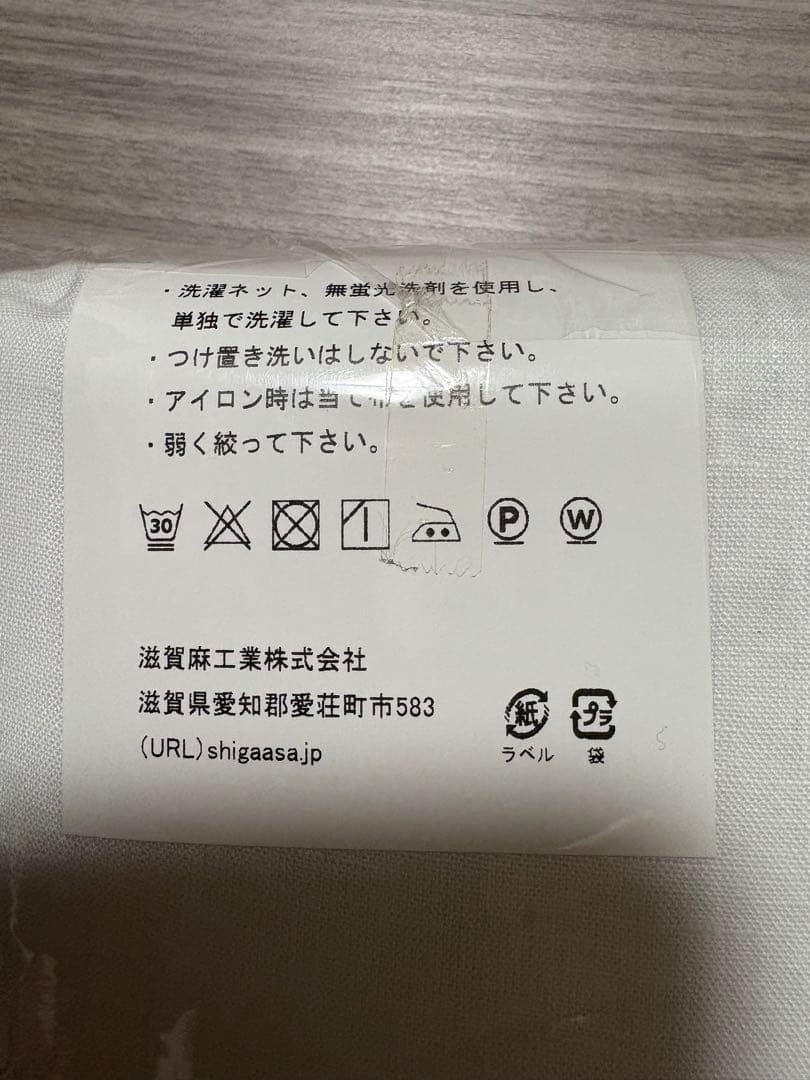 ・洗濯ネット、無蛍光洗剤を使用し、
単独で洗濯して下さい。
・つけ置き洗いはしないで下さい。
・アイロン時は当て布を使用して下さい。
・弱く絞って下さい。
30 P W
滋賀麻工業株式会社
滋賀県愛知郡愛荘町市583
(URL)shigaasa.jp
紙 プラ
ラベル 袋